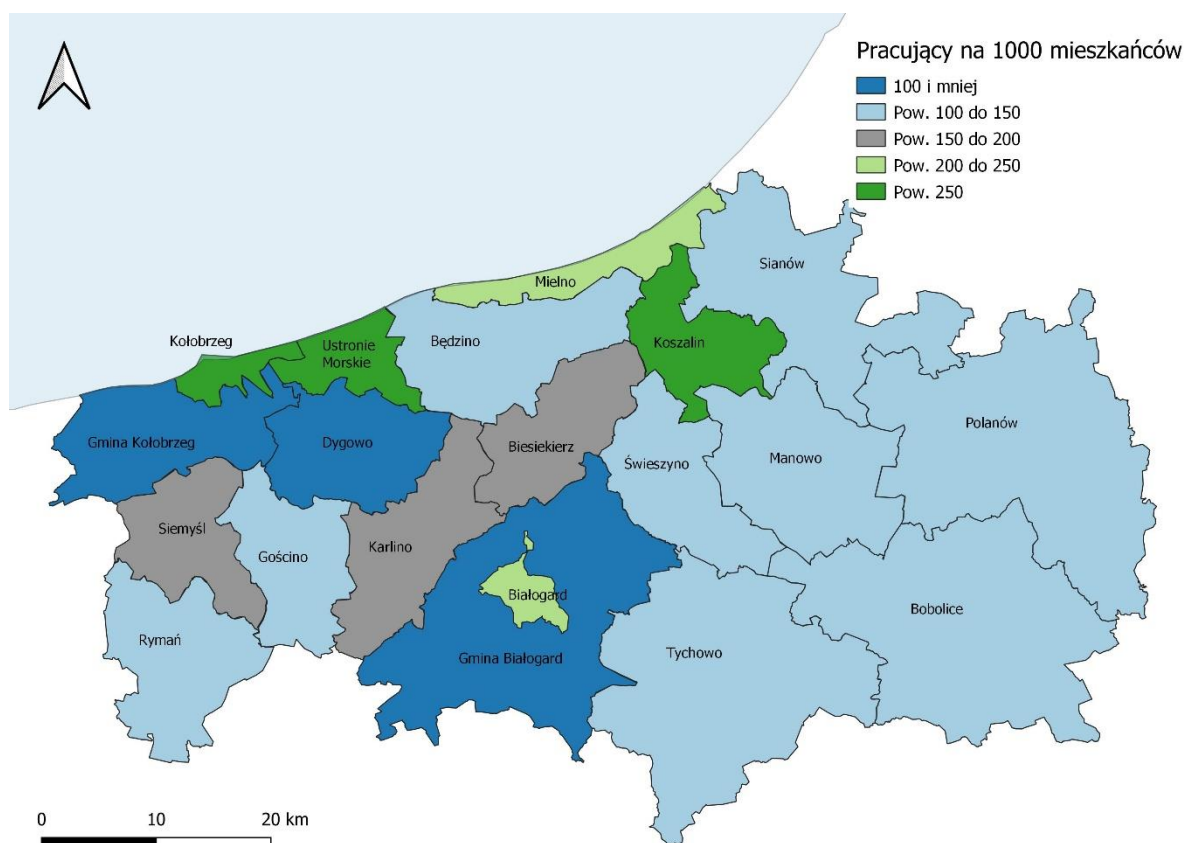 Pracujący na 1000 mieszkańców
100 i mniej
Pow. 100 do 150
Pow. 150 do 200
Pow. 200 do 250
Pow. 250
Sianów
Mielno
Kołobrzeg
Ustronie
Morskie
Będzino
Koszalin
Polanów
Gmina Kołobrzeg
Dygowo
Biesiekierz
Świeszyno
Manowo
Siemyśl
Gościno
Karlino
Białogard
Bobolice
Rymań
Gmina Białogard
Tychowo
0 10 20 km